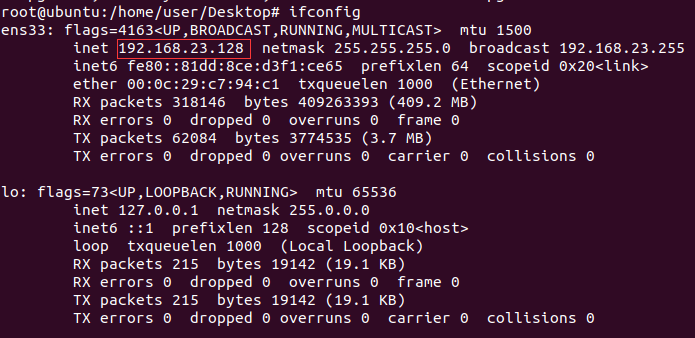 root@ubuntu:/home/user/Desktop# ifconfig
ens33: flags=4163<UP,BROADCAST,RUNNING,MULTICAST>  mtu 1500
        inet 192.168.23.128  netmask 255.255.255.0  broadcast 192.168.23.255
        inet6 fe80::81dd:8ce:d3f1:ce65  prefixlen 64  scopeid 0x20<link>
        ether 00:0c:29:c7:94:c1  txqueuelen 1000  (Ethernet)
        RX packets 318146  bytes 409263393 (409.2 MB)
        RX errors 0  dropped 0  overruns 0  frame 0
        TX packets 62084  bytes 3774535 (3.7 MB)
        TX errors 0  dropped 0 overruns 0  carrier 0  collisions 0

lo: flags=73<UP,LOOPBACK,RUNNING>  mtu 65536
        inet 127.0.0.1  netmask 255.0.0.0
        inet6 ::1  prefixlen 128  scopeid 0x10<host>
        loop  txqueuelen 1000  (Local Loopback)
        RX packets 215  bytes 19142 (19.1 KB)
        RX errors 0  dropped 0  overruns 0  frame 0
        TX packets 215  bytes 19142 (19.1 KB)
        TX errors 0  dropped 0 overruns 0  carrier 0  collisions 0